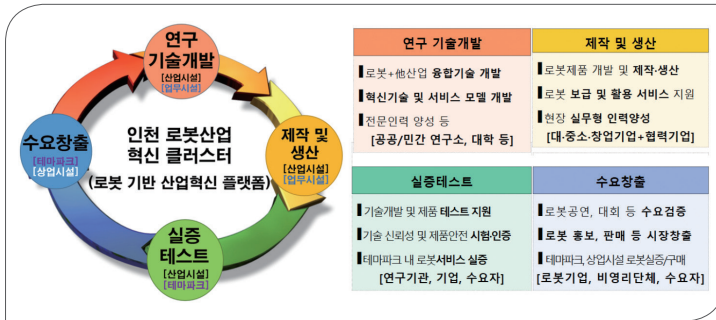 연구
기술개발
[산업시설]
[업무시설]
제작 및
생산
[산업시설]
[업무시설]
실증
테스트
[산업시설]
[테마파크]
수요창출
[테마파크]
[상업시설]
인천 로봇산업
혁신 클러스터
(로봇 기반 산업혁신 플랫폼)
연구 기술개발
로봇+他산업 융합기술 개발
혁신기술 및 서비스 모델 개발
전문인력 양성 등
[공공/민간 연구소, 대학 등]
제작 및 생산
로봇제품 개발 및 제작·생산
로봇 보급 및 활용 서비스 지원
현장 실무형 인력양성
[대·중소·창업기업+협력기업]
실증테스트
기술개발 및 제품 테스트 지원
기술 신뢰성 및 제품안전 시험·인증
테마파크 내 로봇서비스 실증
[연구기관, 기업, 수요자]
수요창출
로봇공연, 대회 등 수요검증
로봇 홍보, 판매 등 시장창출
테마파크, 상업시설 로봇실증/구매
[로봇기업, 비영리단체, 수요자]